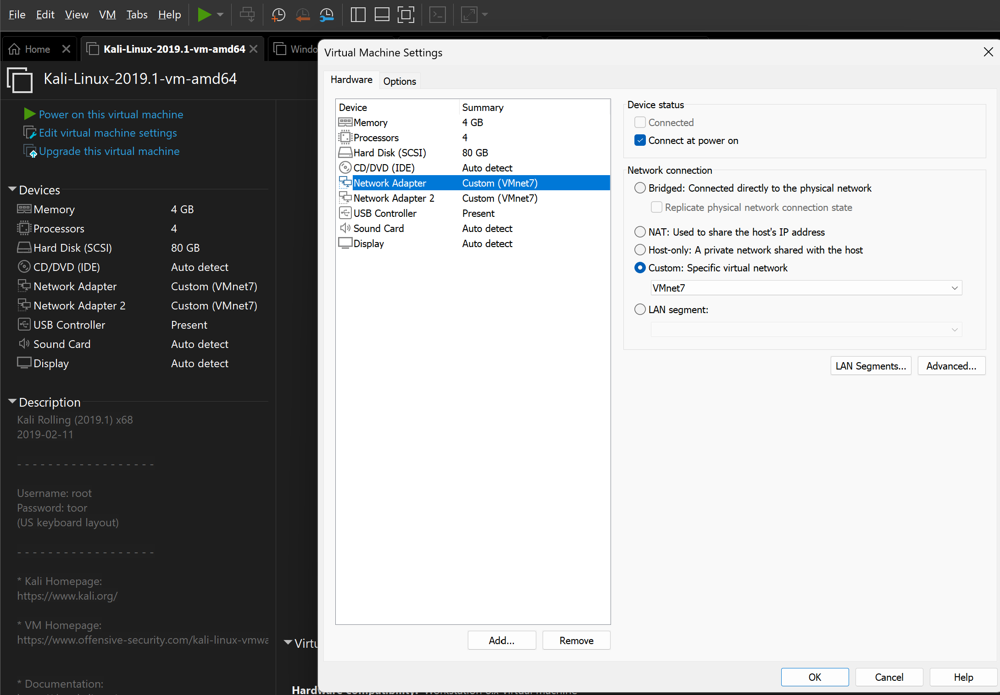 File Edit View VM Tabs Help
Home
Kali-Linux-2019.1-vm-amd64
Windo
Kali-Linux-2019.1-vm-amd64
Power on this virtual machine
Edit virtual machine settings
Upgrade this virtual machine
Devices
Memory 4 GB
Processors 4
Hard Disk (SCSI) 80 GB
CD/DVD (IDE) Auto detect
Network Adapter Custom (VMnet7)
Network Adapter 2 Custom (VMnet7)
USB Controller Present
Sound Card Auto detect
Display Auto detect
Description
Kali Rolling (2019.1) x68
2019-02-11
- - - - - - - - - - - - - - - - - -
Username: root
Password: toor
(US keyboard layout)
- - - - - - - - - - - - - - - - - -
* Kali Homepage:
https://www.kali.org/
* VM Homepage:
https://www.offensive-security.com/kali-linux-vmwa
* Documentation:
Virtu
Hardware compatibility: Workstation
virtual machine
Virtual Machine Settings
Hardware
Options
Device Summary
Memory 4 GB
Processors 4
Hard Disk (SCSI) 80 GB
CD/DVD (IDE) Auto detect
Network Adapter Custom (VMnet7)
Network Adapter 2 Custom (VMnet7)
USB Controller Present
Sound Card Auto detect
Display Auto detect
Add...
Remove
Device status
Connected
Connect at power on
Network connection
Bridged: Connected directly to the physical network
Replicate physical network connection state
NAT: Used to share the host's IP address
Host-only: A private network shared with the host
Custom: Specific virtual network
VMnet7
LAN segment:
LAN Segments...
Advanced...
OK
Cancel
Help